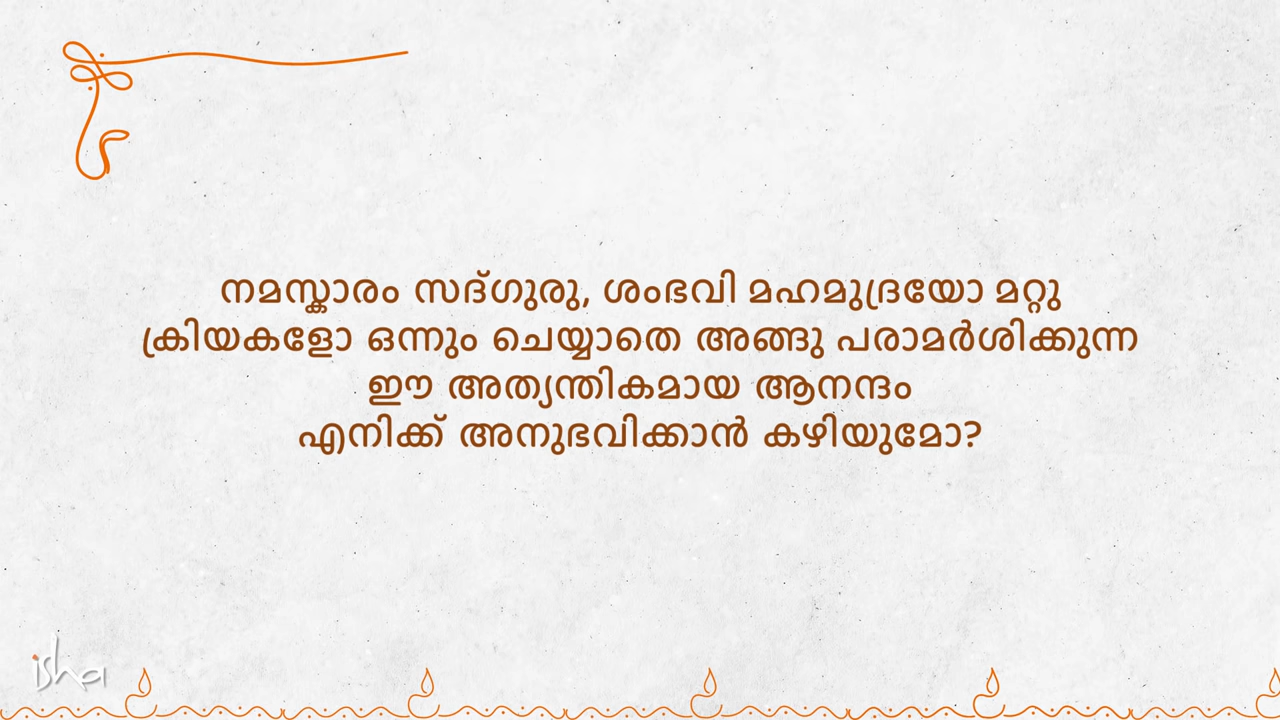 നമസ്കാരം സദ്ഗുരു, ശംഭവി മഹമുദ്രയോ മറ്റു
ക്രിയകളോ ഒന്നും ചെയ്യാതെ അങ്ങു പരാമർശിക്കുന്ന
ഈ അത്യന്തികമായ ആനന്ദം
എനിക്ക് അനുഭവിക്കാൻ കഴിയുമോ?
isha